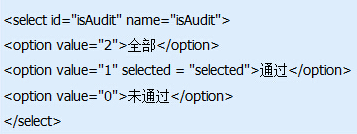 <select id="isAudit" name="isAudit">
<option value="2">全部</option>
<option value="1" selected = "selected">通过</option>
<option value="0">未通过</option>
</select>